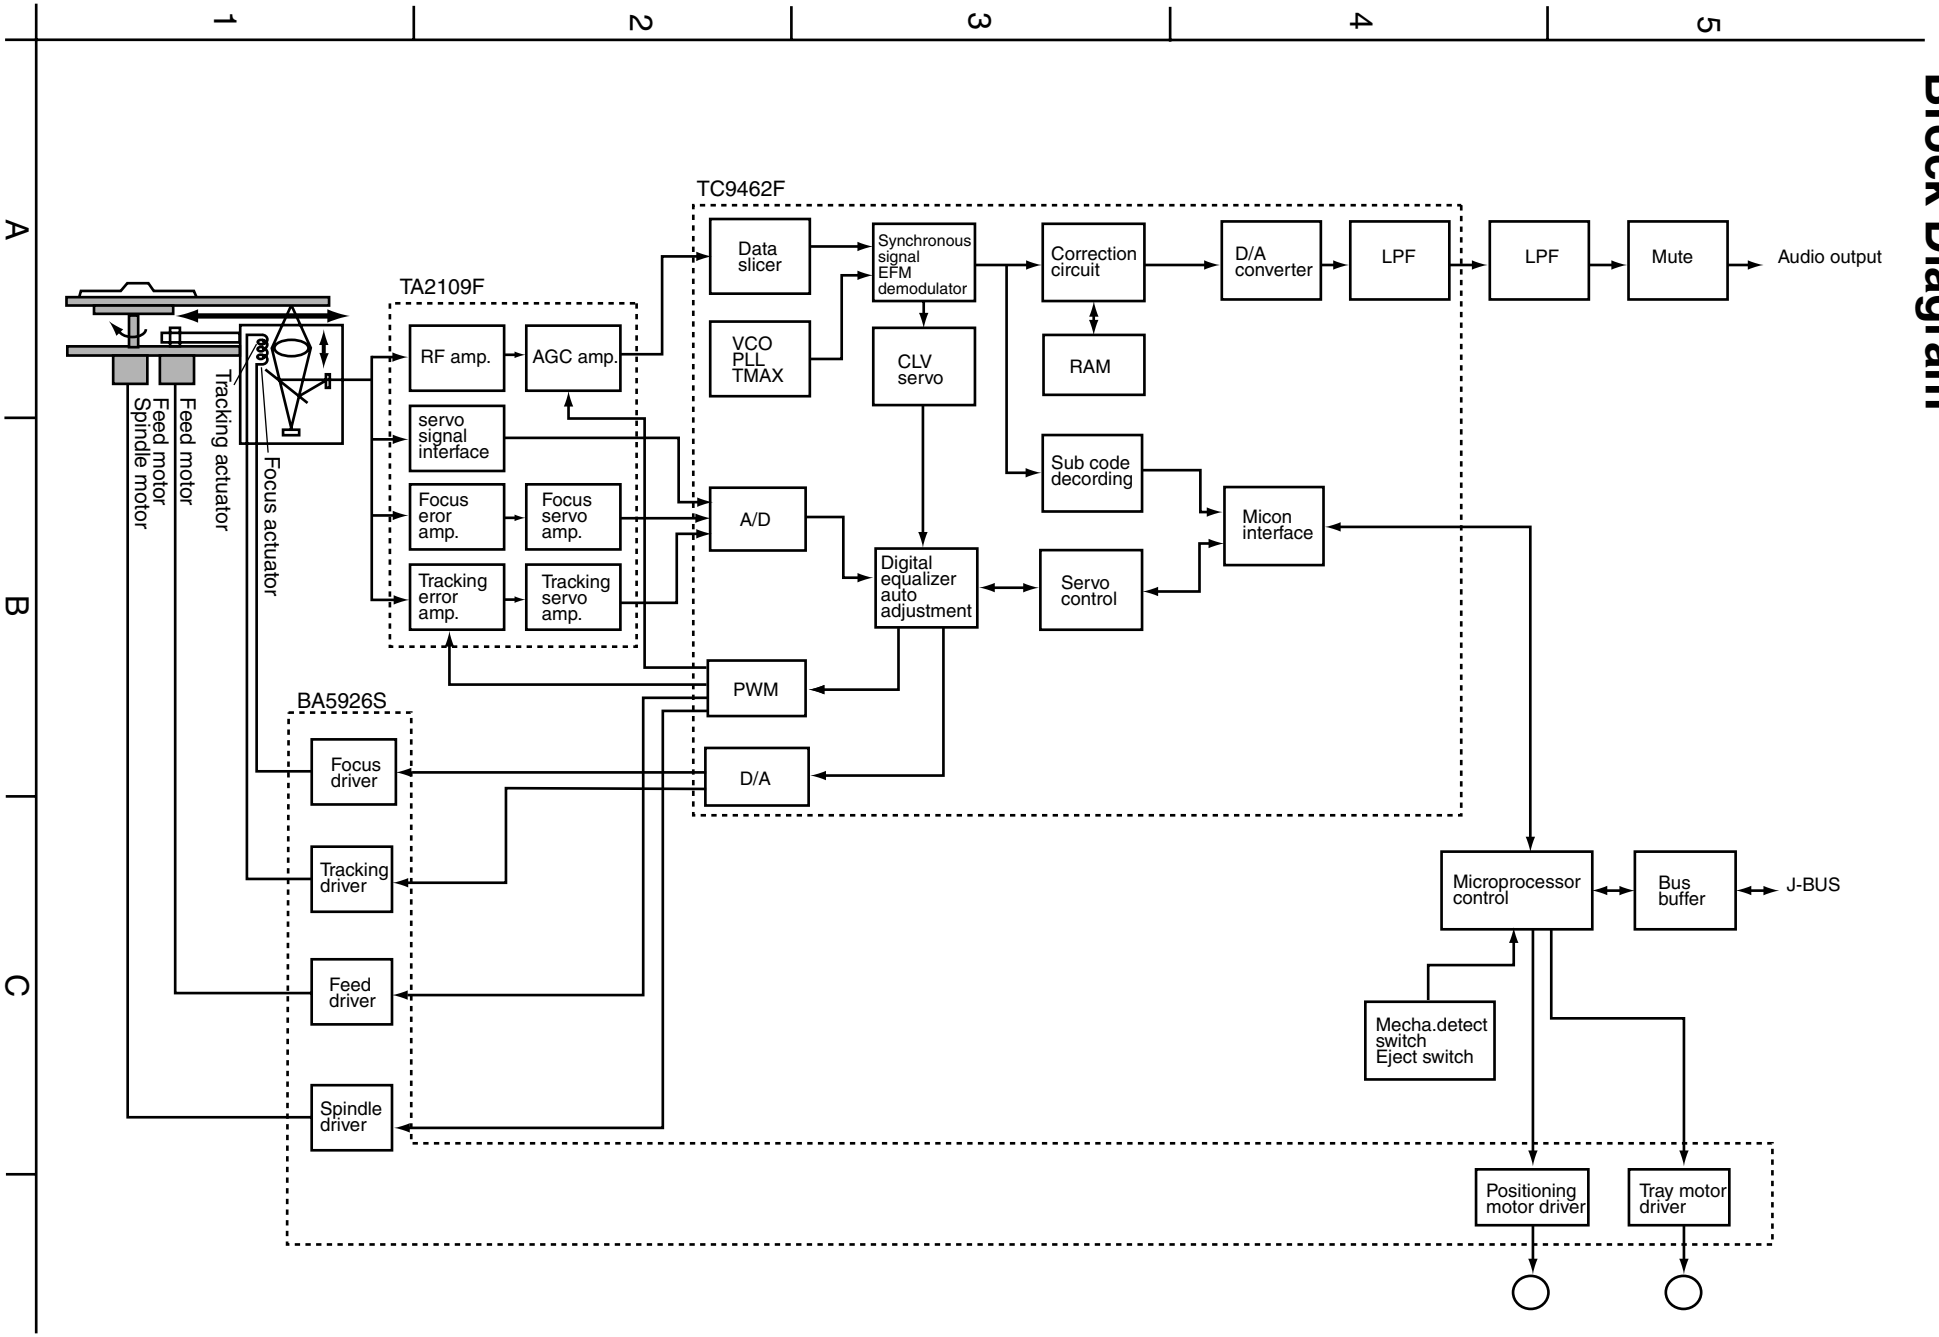 1
2
3
4
5
A
B
C
Block Diagram
TC9462F
Data
slicer
VCO
PLL
TMAX
Synchronous
signal
EFM
demodulator
CLV
servo
Correction
circuit
RAM
D/A
converter
LPF
LPF
Mute
Audio output
TA2109F
RF amp.
AGC amp.
servo
signal
interface
Focus
eror
amp.
Focus
servo
amp.
Tracking
error
amp.
Tracking
servo
amp.
Feed motor
Feed motor
Spindle motor
Tracking actuator
Focus actuator
A/D
Digital
equalizer
auto
adjustment
Sub code
decording
Servo
control
Micon
interface
PWM
D/A
BA5926S
Focus
driver
Tracking
driver
Feed
driver
Spindle
driver
Microprocessor
control
Bus
buffer
J-BUS
Mecha.detect
switch
Eject switch
Positioning
motor driver
Tray motor
driver